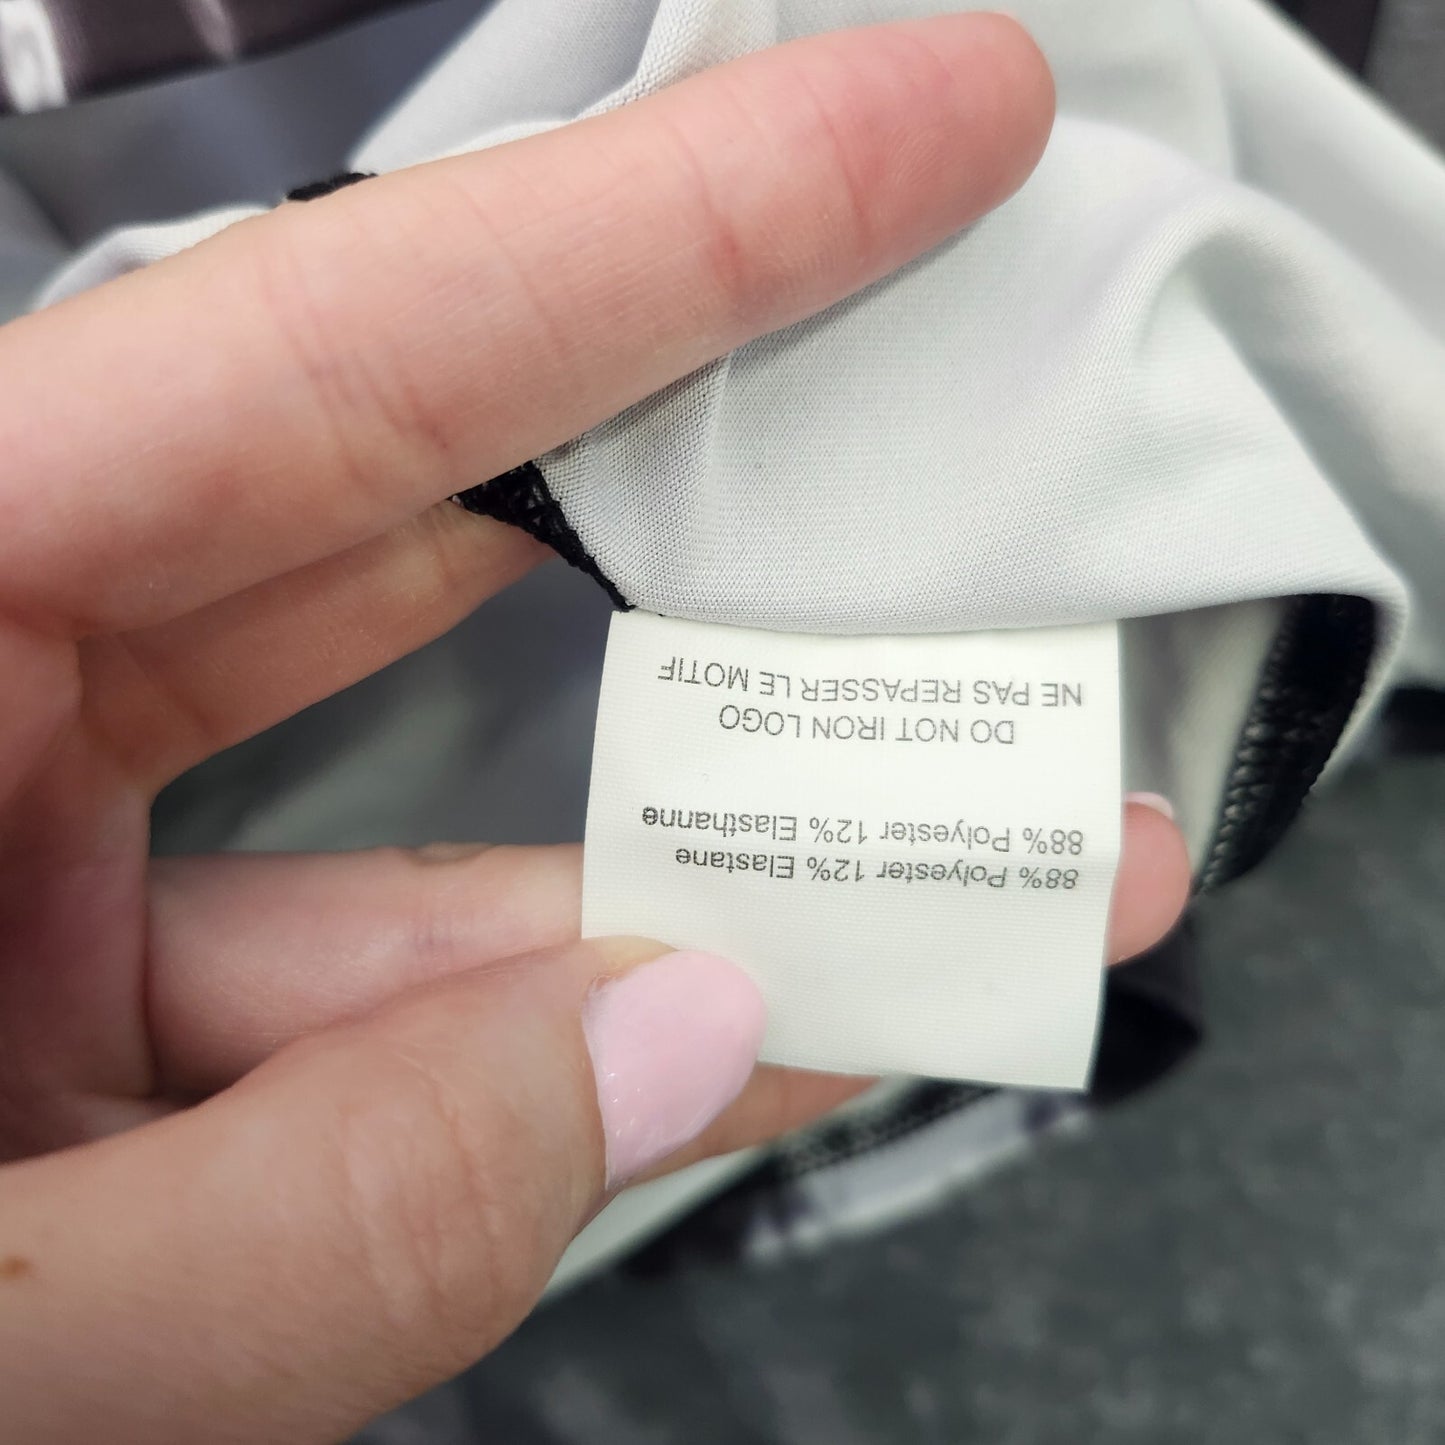 88% Polyester 12% Elastane
88% Polyester 12% Elasthanne
DO NOT IRON LOGO
NE PAS REPASSER LE MOTIF